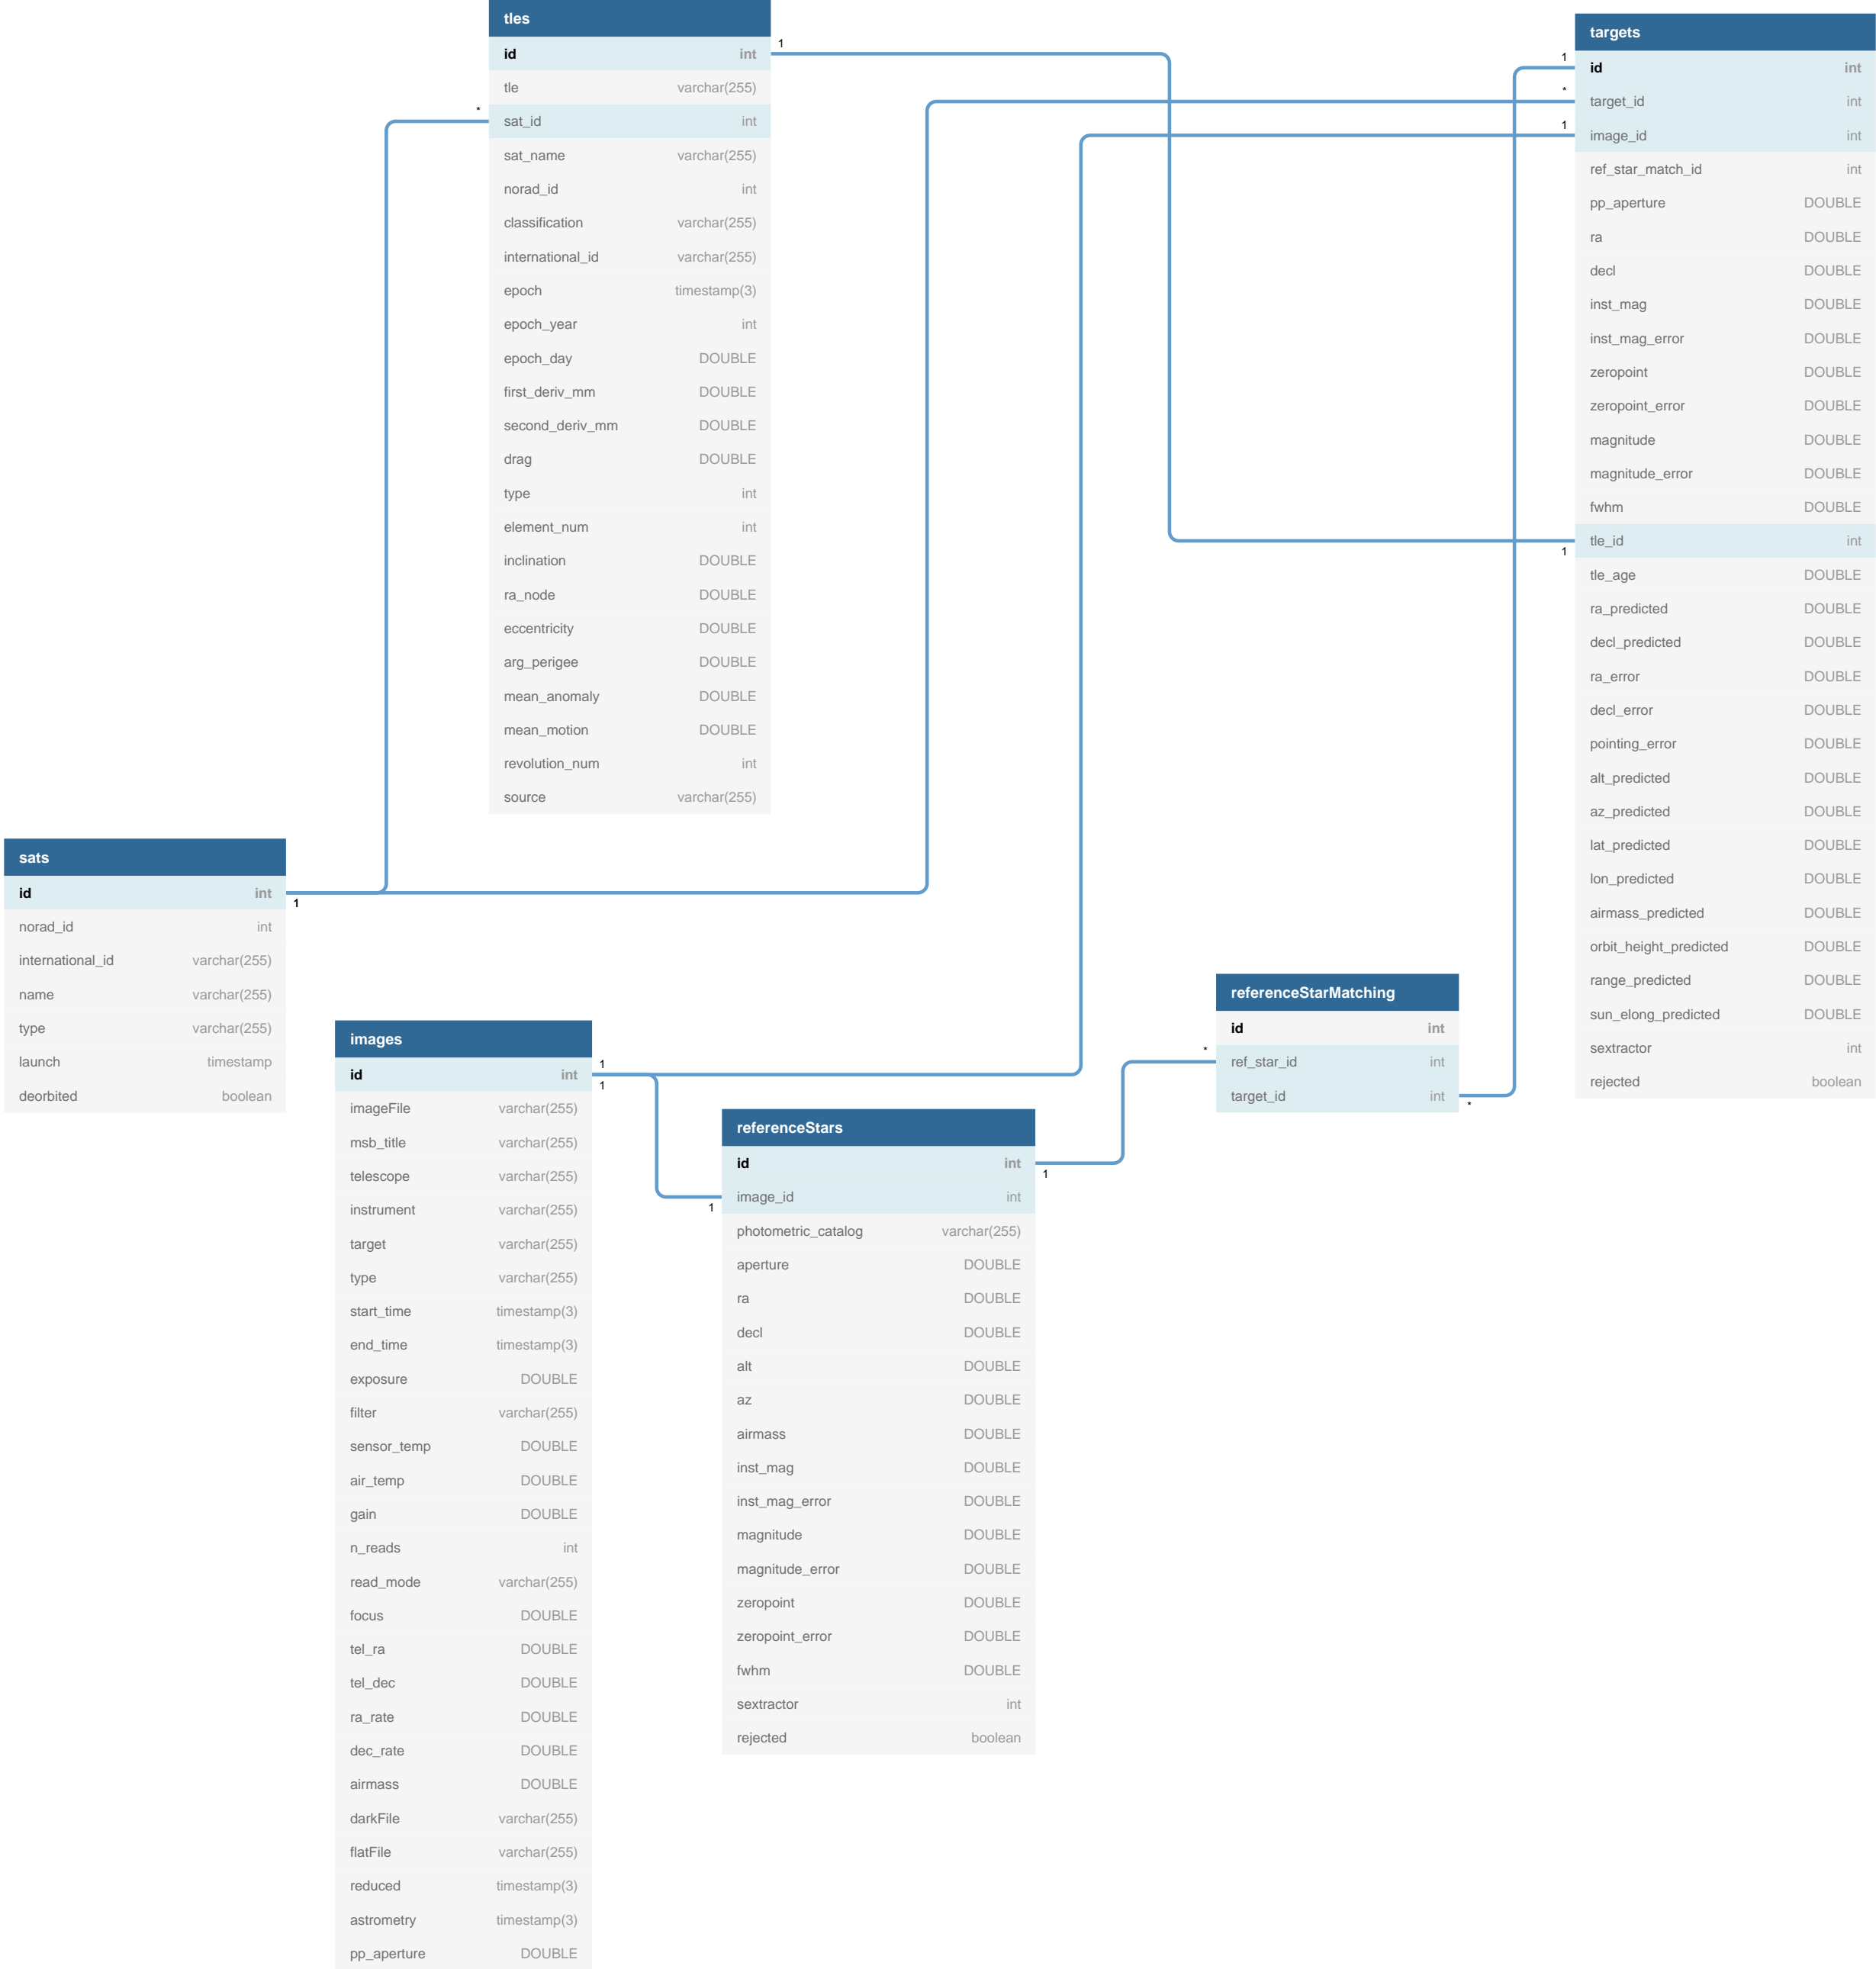 tles
id int
tle varchar(255)
sat_id int
sat_name varchar(255)
norad_id int
classification varchar(255)
international_id varchar(255)
epoch timestamp(3)
epoch_year int
epoch_day DOUBLE
first_deriv_mm DOUBLE
second_deriv_mm DOUBLE
drag DOUBLE
type int
element_num int
inclination DOUBLE
ra_node DOUBLE
eccentricity DOUBLE
arg_perigee DOUBLE
mean_anomaly DOUBLE
mean_motion DOUBLE
revolution_num int
source varchar(255)
1
*
targets
id int
target_id int
image_id int
ref_star_match_id int
pp_aperture DOUBLE
ra DOUBLE
decl DOUBLE
inst_mag DOUBLE
inst_mag_error DOUBLE
zeropoint DOUBLE
zeropoint_error DOUBLE
magnitude DOUBLE
magnitude_error DOUBLE
fwhm DOUBLE
tle_id int
tle_age DOUBLE
ra_predicted DOUBLE
decl_predicted DOUBLE
ra_error DOUBLE
decl_error DOUBLE
pointing_error DOUBLE
alt_predicted DOUBLE
az_predicted DOUBLE
lat_predicted DOUBLE
lon_predicted DOUBLE
airmass_predicted DOUBLE
orbit_height_predicted DOUBLE
range_predicted DOUBLE
sun_elong_predicted DOUBLE
sextractor int
rejected boolean
1
*
1
1
sats
id int
norad_id int
international_id varchar(255)
name varchar(255)
type varchar(255)
launch timestamp
deorbited boolean
1
images
id int
imageFile varchar(255)
msb_title varchar(255)
telescope varchar(255)
instrument varchar(255)
target varchar(255)
type varchar(255)
start_time timestamp(3)
end_time timestamp(3)
exposure DOUBLE
filter varchar(255)
sensor_temp DOUBLE
air_temp DOUBLE
gain DOUBLE
n_reads int
read_mode varchar(255)
focus DOUBLE
tel_ra DOUBLE
tel_dec DOUBLE
ra_rate DOUBLE
dec_rate DOUBLE
airmass DOUBLE
darkFile varchar(255)
flatFile varchar(255)
reduced timestamp(3)
astrometry timestamp(3)
pp_aperture DOUBLE
1
1
referenceStars
id int
image_id int
photometric_catalog varchar(255)
aperture DOUBLE
ra DOUBLE
decl DOUBLE
alt DOUBLE
az DOUBLE
airmass DOUBLE
inst_mag DOUBLE
inst_mag_error DOUBLE
magnitude DOUBLE
magnitude_error DOUBLE
zeropoint DOUBLE
zeropoint_error DOUBLE
fwhm DOUBLE
sextractor int
rejected boolean
1
1
referenceStarMatching
id int
ref_star_id int
target_id int
*
*